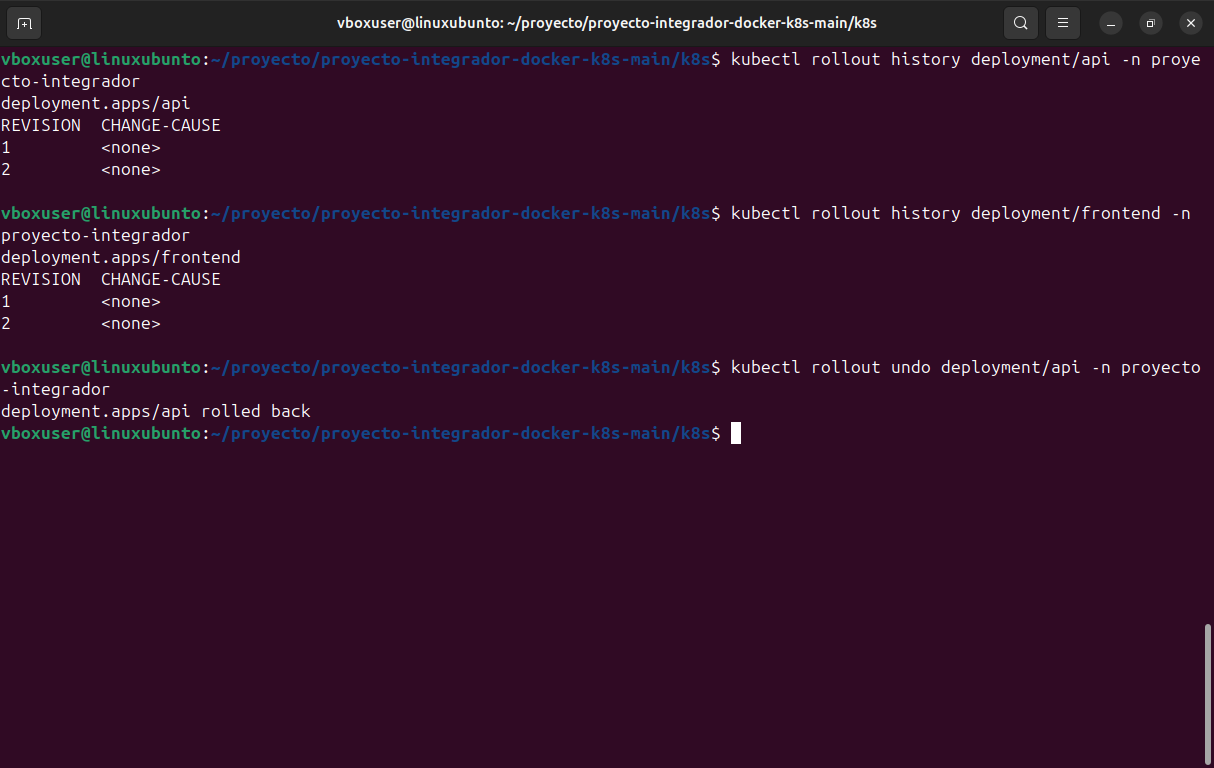 vboxuser@linuxubunto: ~/proyecto/proyecto-integrador-docker-k8s-main/k8s
vboxuser@linuxubunto:~/proyecto/proyecto-integrador-docker-k8s-main/k8s$ kubectl rollout history deployment/api -n proye
cto-integrador
deployment.apps/api
REVISION  CHANGE-CAUSE
1         <none>
2         <none>
vboxuser@linuxubunto:~/proyecto/proyecto-integrador-docker-k8s-main/k8s$ kubectl rollout history deployment/frontend -n
proyecto-integrador
deployment.apps/frontend
REVISION  CHANGE-CAUSE
1         <none>
2         <none>
vboxuser@linuxubunto:~/proyecto/proyecto-integrador-docker-k8s-main/k8s$ kubectl rollout undo deployment/api -n proyecto
-integrador
deployment.apps/api rolled back
vboxuser@linuxubunto:~/proyecto/proyecto-integrador-docker-k8s-main/k8s$